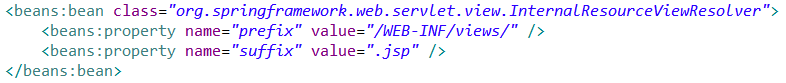 <beans:bean class="org.springframework.web.servlet.view.InternalResourceViewResolver">
    <beans:property name="prefix" value="/WEB-INF/views/" />
    <beans:property name="suffix" value=".jsp" />
</beans:bean>